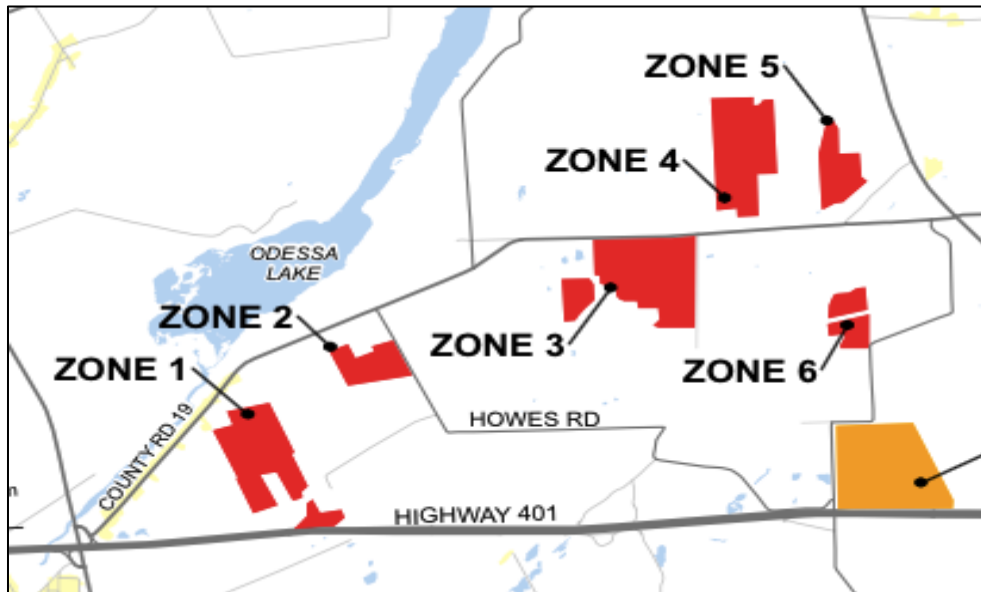 ZONE 5
ZONE 4
ODESSA
LAKE
ZONE 2
ZONE 3
ZONE 1
ZONE 6
COUNTY RD 19
HOWES RD
HIGHWAY 401